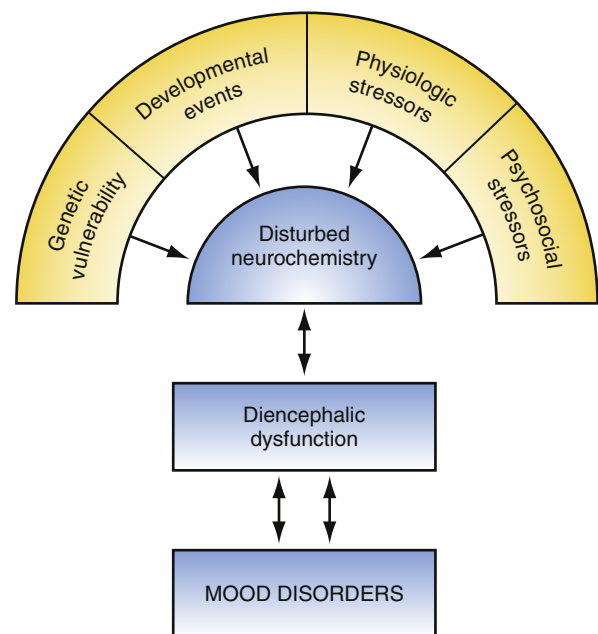 Genetic
vulnerability
Developmental
events
Physiologic
stressors
Psychosocial
stressors
Disturbed
neurochemistry
Diencephalic
dysfunction
MOOD DISORDERS